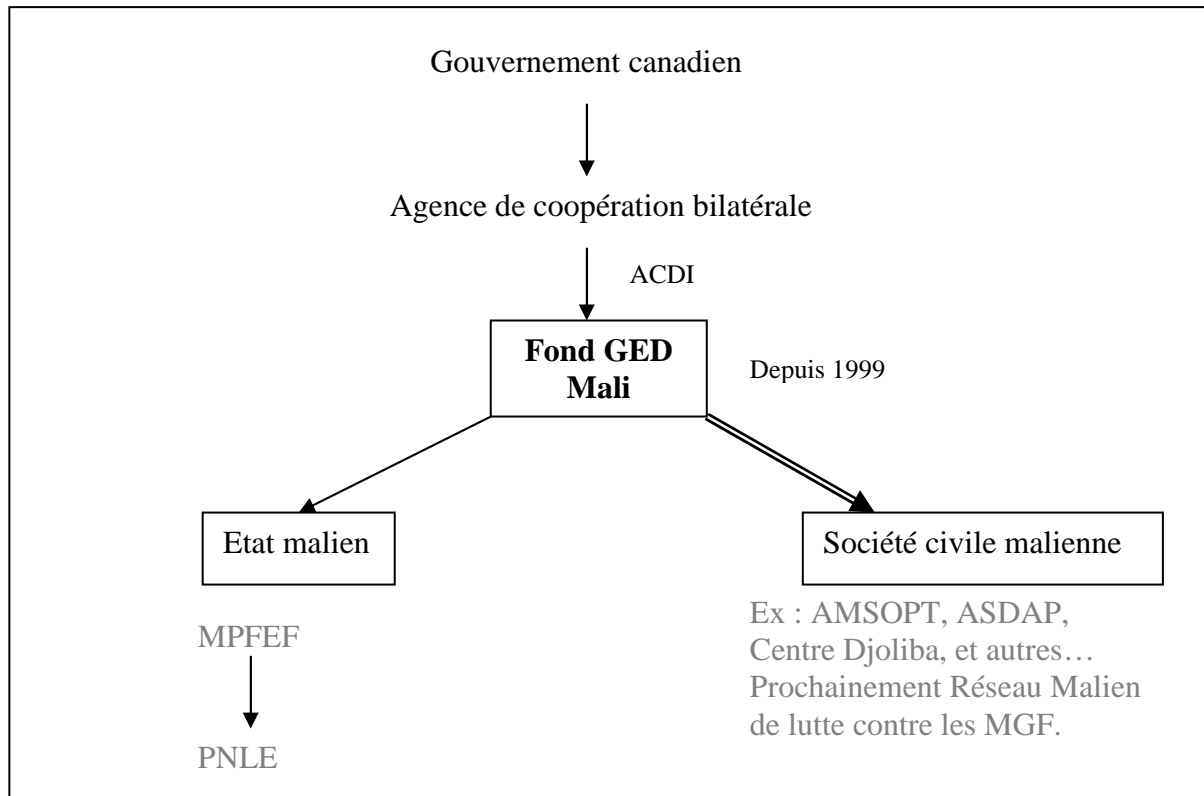 Gouvernement canadien
Agence de coopération bilatérale
ACDI
Fond GED
Mali
Depuis 1999
Etat malien
Société civile malienne
MPFEF
PNLE
Ex : AMSOPT, ASDAP,
Centre Djoliba, et autres…
Prochainement Réseau Malien
de lutte contre les MGF.